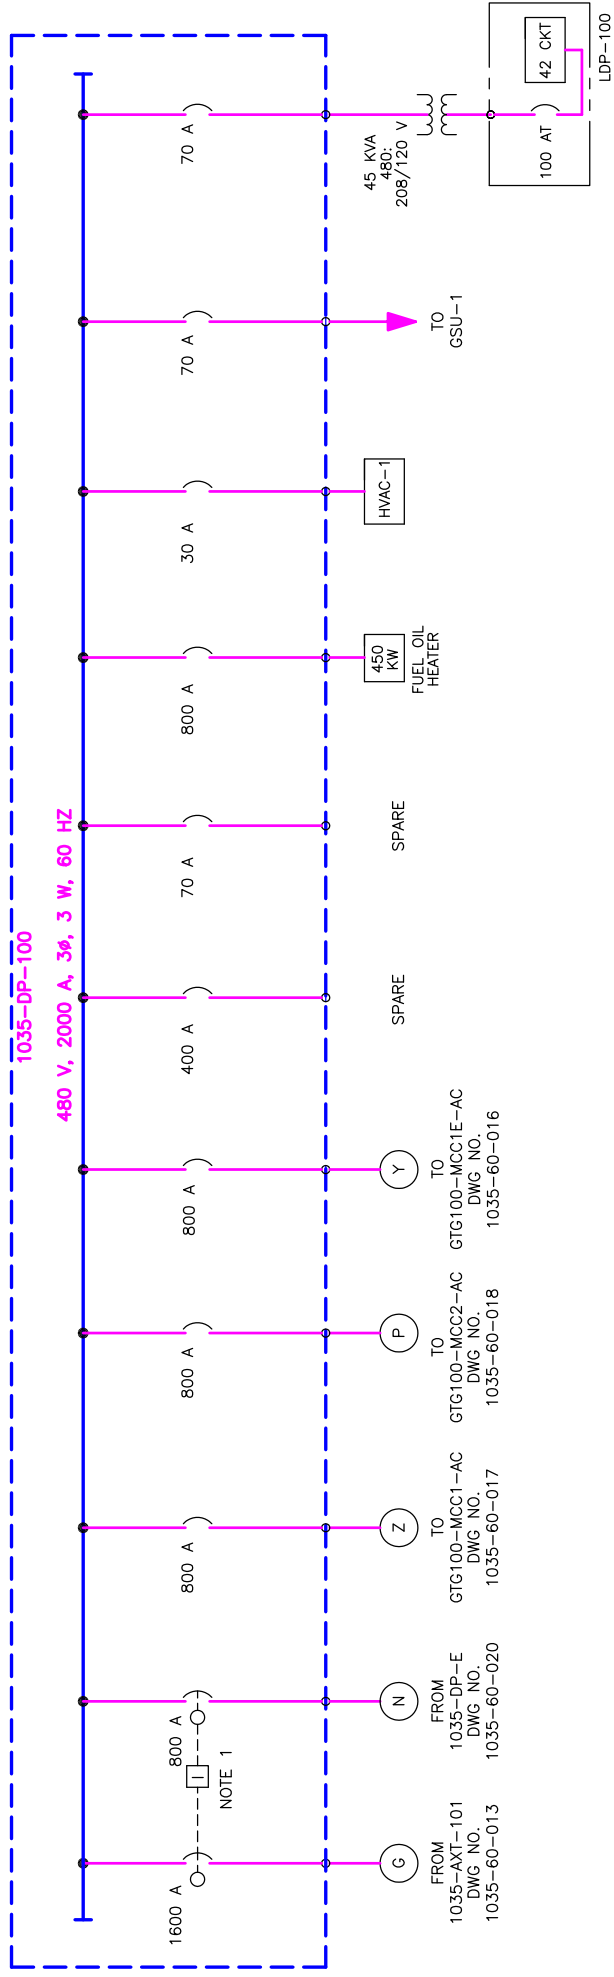 1035-DP-100
480 V, 2000 A, 3ø, 3 W, 60 HZ
1600 A
I
NOTE 1
800 A
800 A
800 A
800 A
400 A
70 A
800 A
30 A
70 A
70 A
G
FROM
1035-AXT-101
DWG NO.
1035-60-013
N
FROM
1035-DP-E
DWG NO.
1035-60-020
Z
TO
GTG100-MCC1-AC
DWG NO.
1035-60-017
P
TO
GTG100-MCC2-AC
DWG NO.
1035-60-018
Y
TO
GTG100-MCC1E-AC
DWG NO.
1035-60-016
SPARE
SPARE
450
KW
FUEL OIL
HEATER
HVAC-1
TO
GSU-1
45 KVA
480:
208/120 V
100 AT
42 CKT
LDP-100